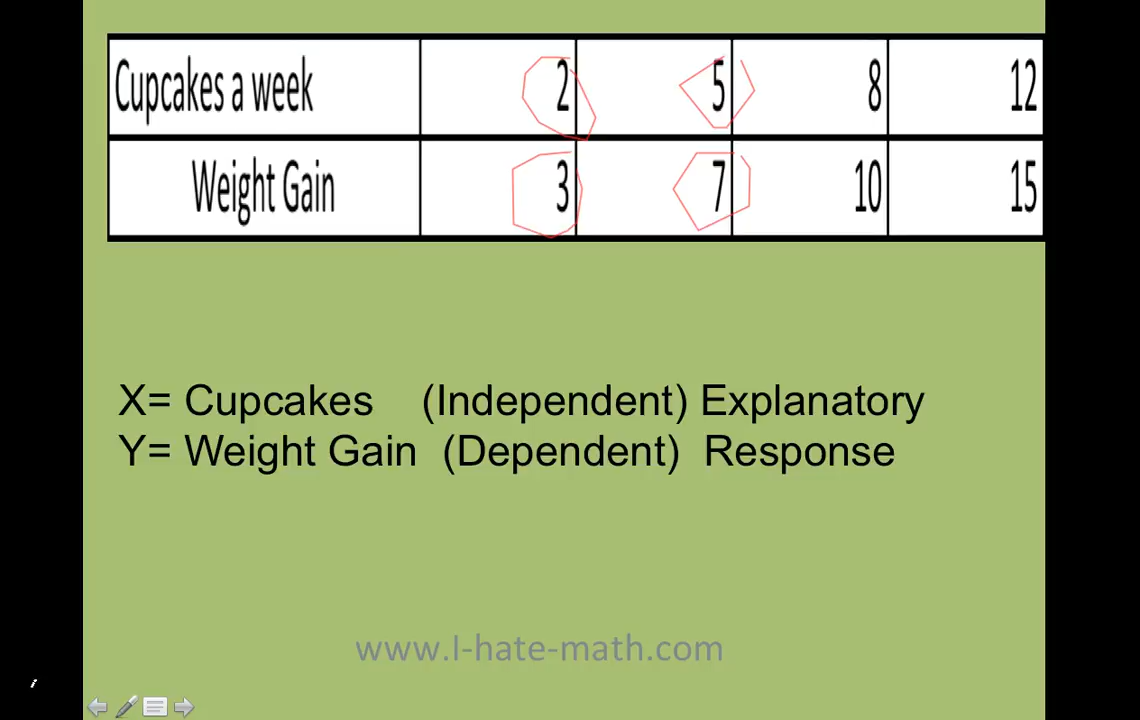 Cupcakes a week 2 5 8 12
Weight Gain 3 7 10 15
X= Cupcakes (Independent) Explanatory
Y= Weight Gain (Dependent) Response
www.I-hate-math.com